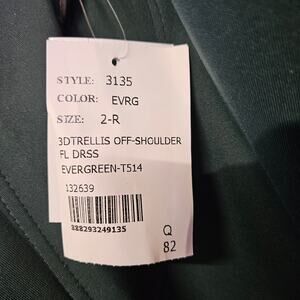 STYLE: 3135
COLOR: EVRG
SIZE: 2-R
3DTRELLIS OFF-SHOULDER
FL DRSS
EVERGREEN-T514
132639
888293249135
Q
82